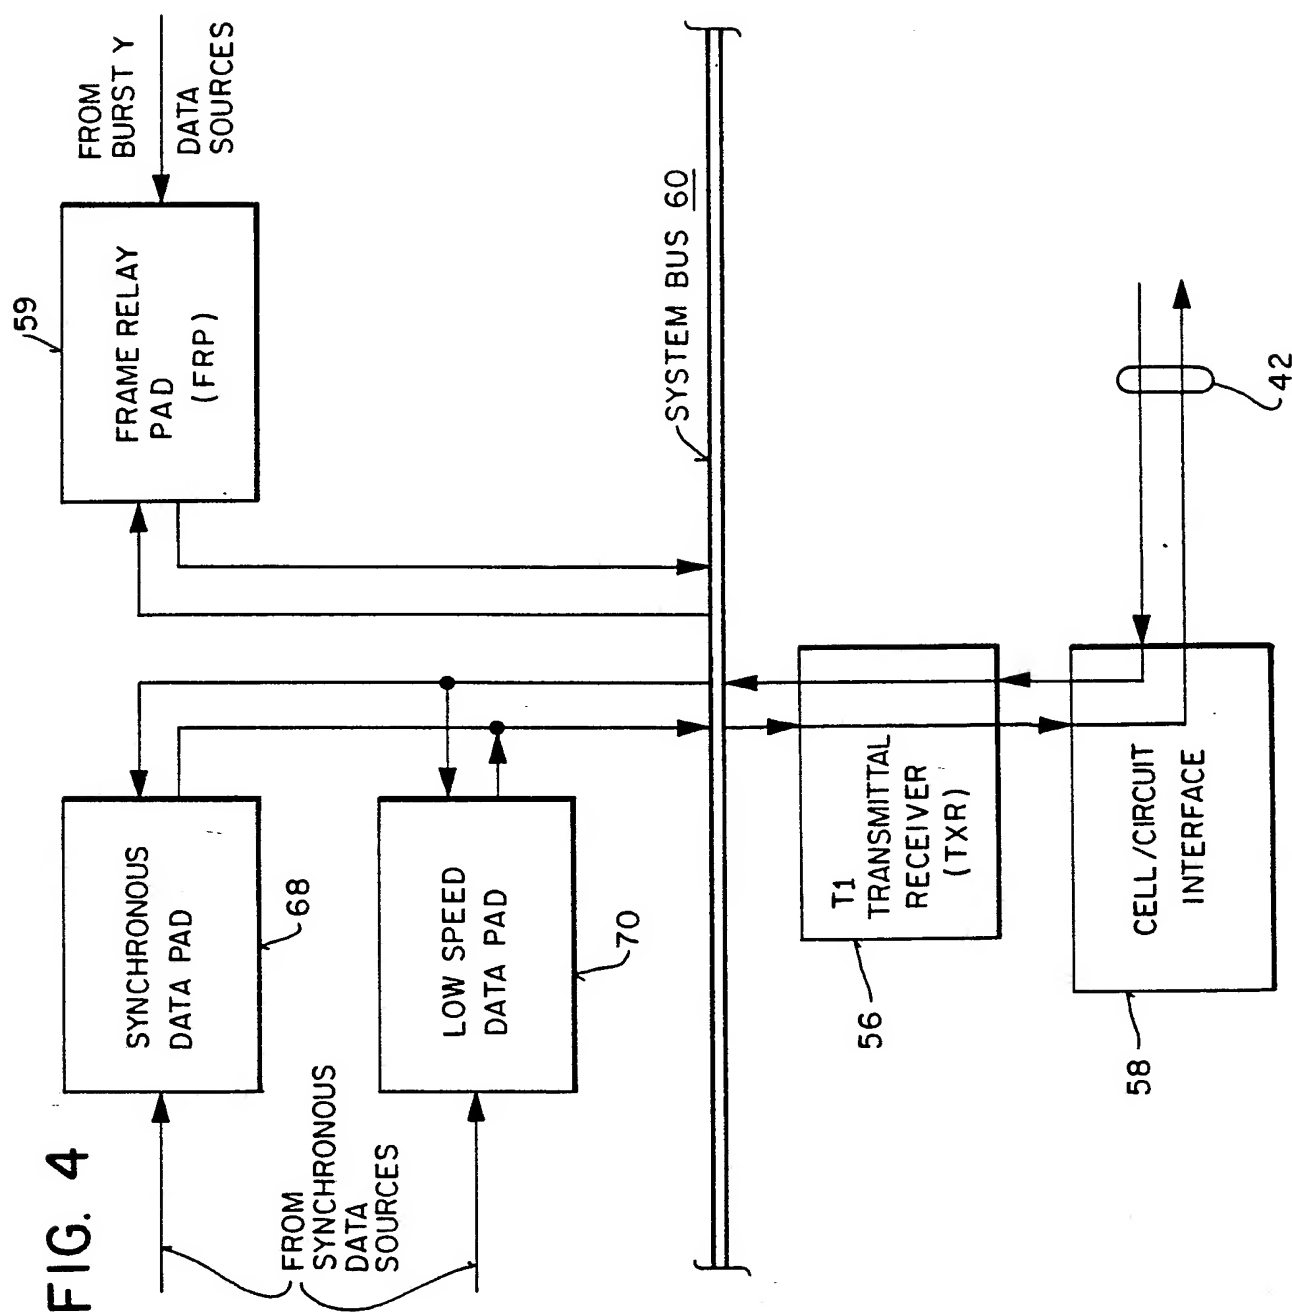 FIG. 4
FROM
SYNCHRONOUS
DATA
SOURCES
SYNCHRONOUS
DATA PAD
68
LOW SPEED
DATA PAD
70
59
FRAME RELAY
PAD
(FRP)
FROM
BURST Y
DATA
SOURCES
SYSTEM BUS 60
T1
TRANSMITTAL
RECEIVER
(TXR)
56
CELL/CIRCUIT
INTERFACE
58
42